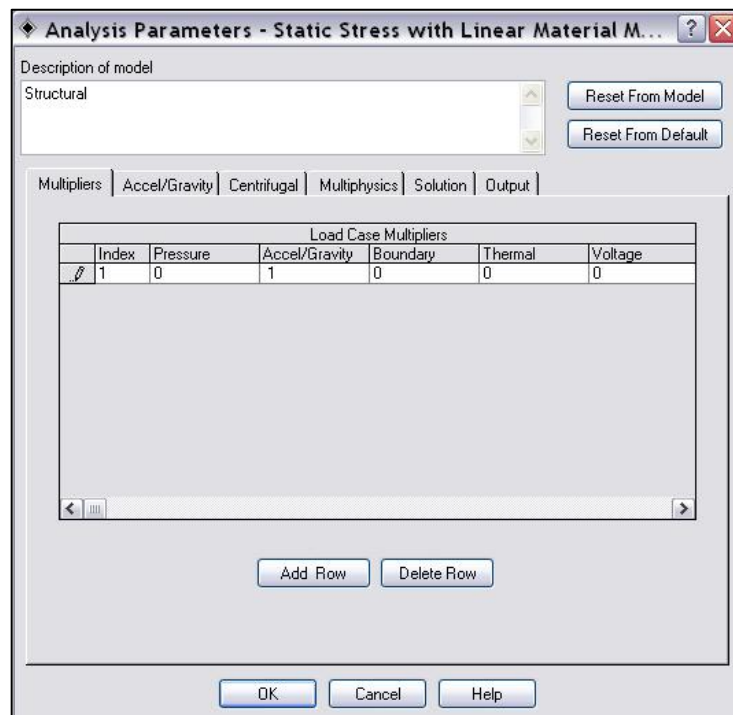 Analysis Parameters - Static Stress with Linear Material M... ?
Description of model
Structural
Reset From Model
Reset From Default
Multipliers Accel/Gravity Centrifugal Multiphysics Solution Output
Load Case Multipliers
Index Pressure Accel/Gravity Boundary Thermal Voltage
1 0 1 0 0 0
Add Row Delete Row
OK Cancel Help